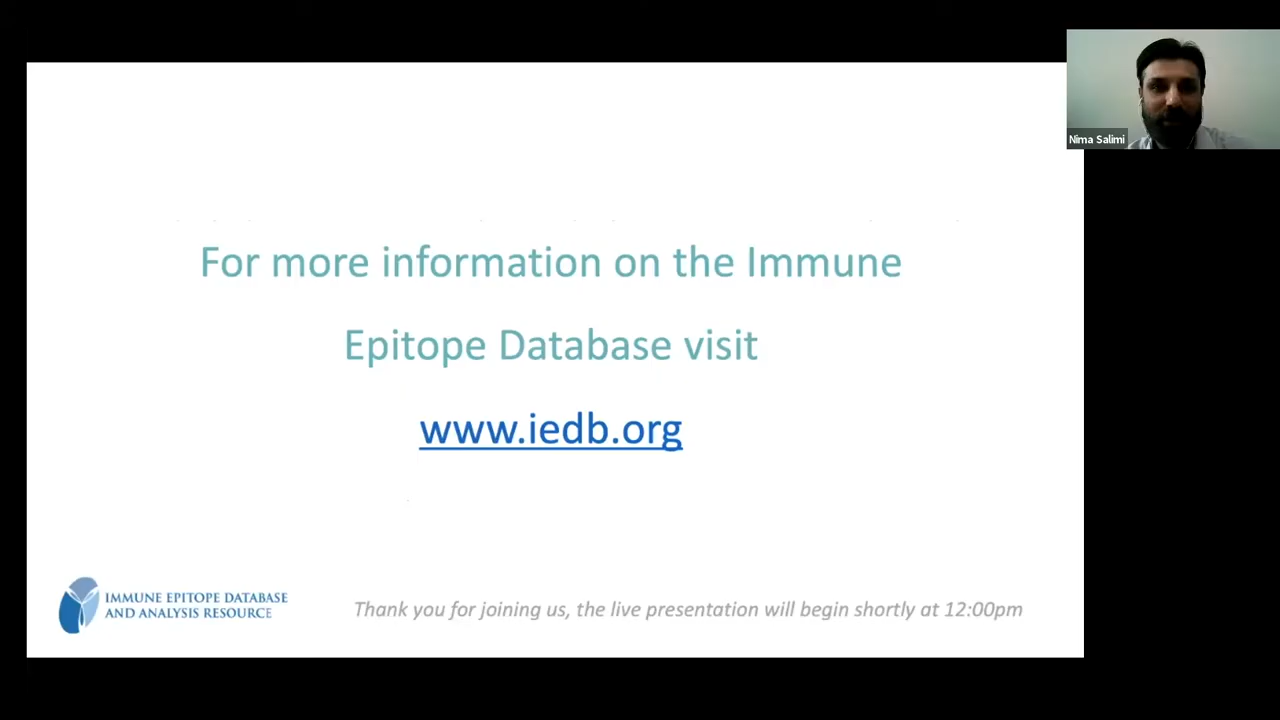 Nima Salimi
For more information on the Immune
Epitope Database visit
www.iedb.org
IMMUNE EPITOPE DATABASE
AND ANALYSIS RESOURCE
Thank you for joining us, the live presentation will begin shortly at 12:00pm